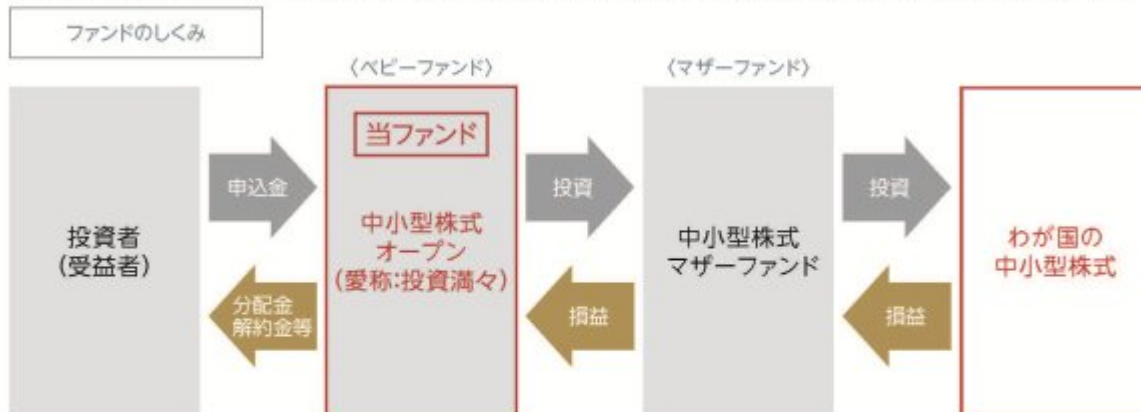 ファンドのしくみ
〈ベビーファンド〉
〈マザーファンド〉
投資者
(受益者)
申込金
分配金
解約金等
当ファンド
中小型株式
オープン
(愛称:投資満々)
投資
損益
中小型株式
マザーファンド
投資
損益
わが国の
中小型株式